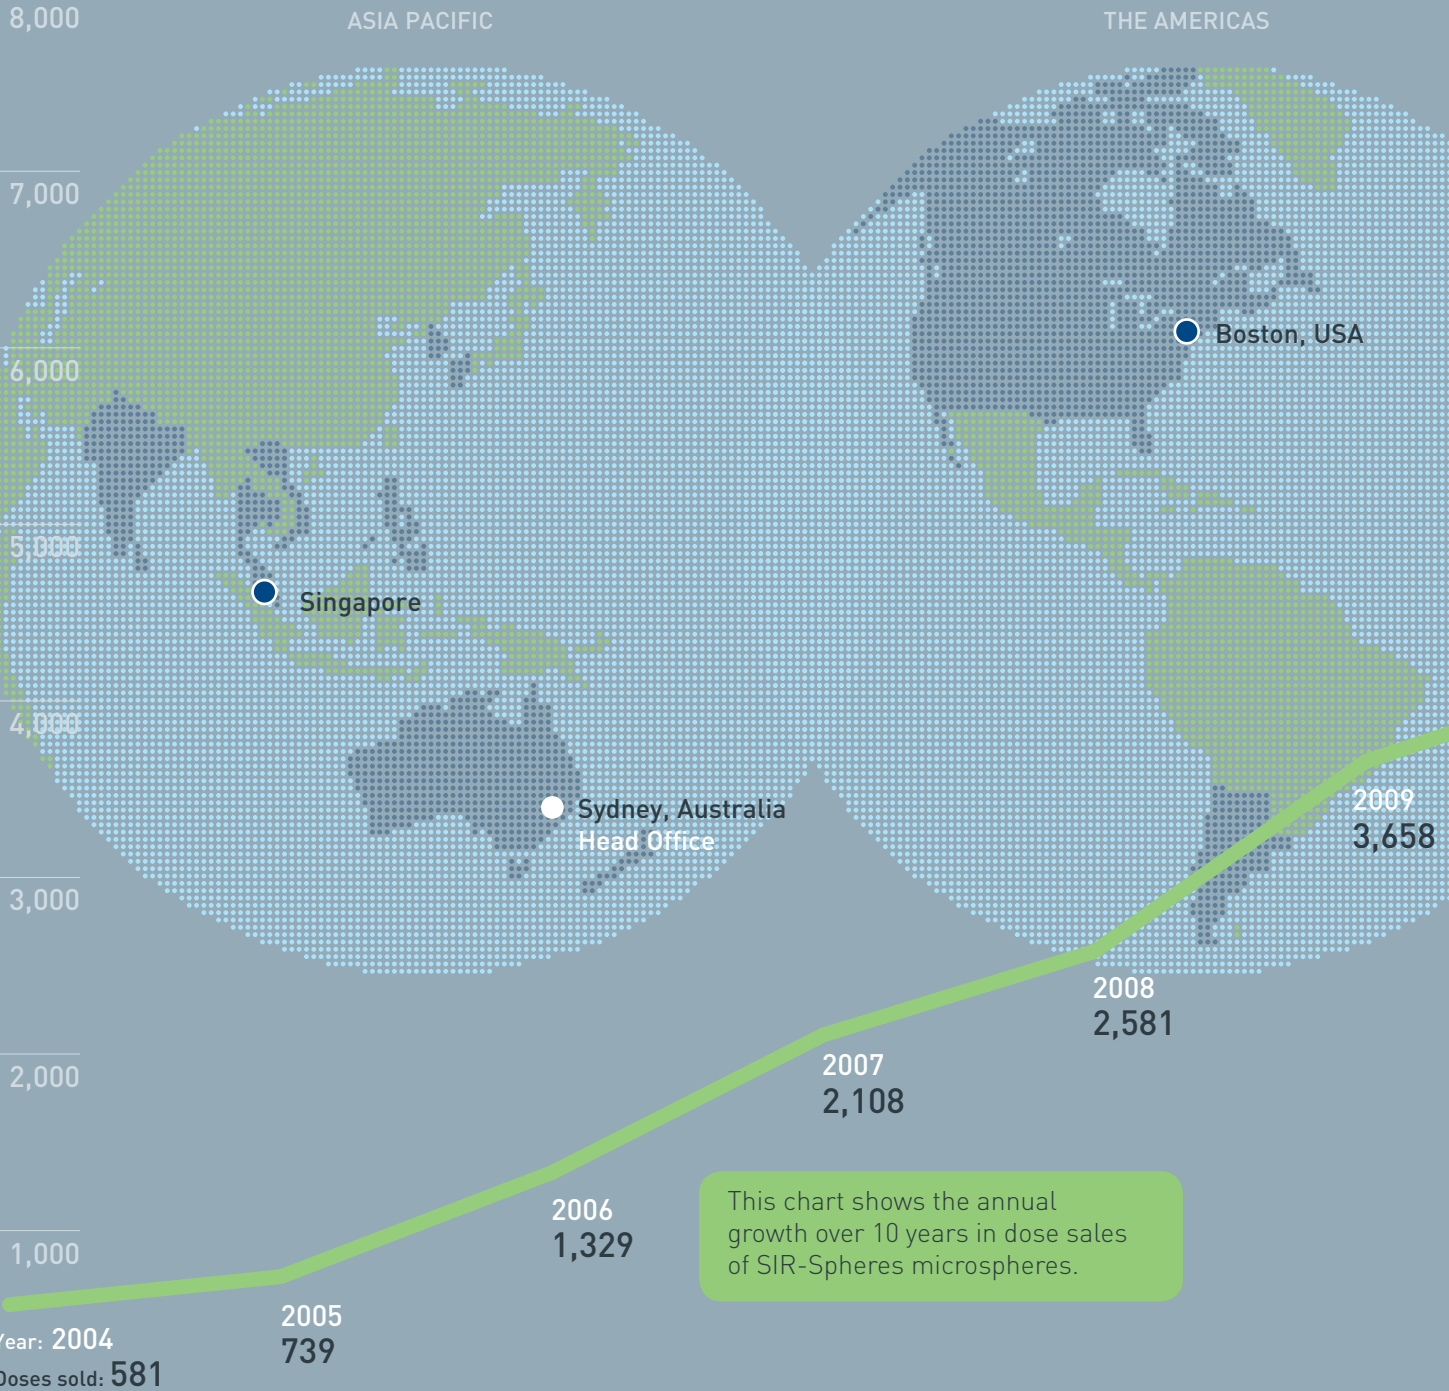 8,000
ASIA PACIFIC
THE AMERICAS
7,000
Boston, USA
6,000
5,000
Singapore
4,000
Sydney, Australia
Head Office
2009
3,658
3,000
2008
2,581
2,000
2007
2,108
This chart shows the annual
growth over 10 years in dose sales
of SIR-Spheres microspheres.
2006
1,329
1,000
2005
739
Year: 2004
Doses sold: 581